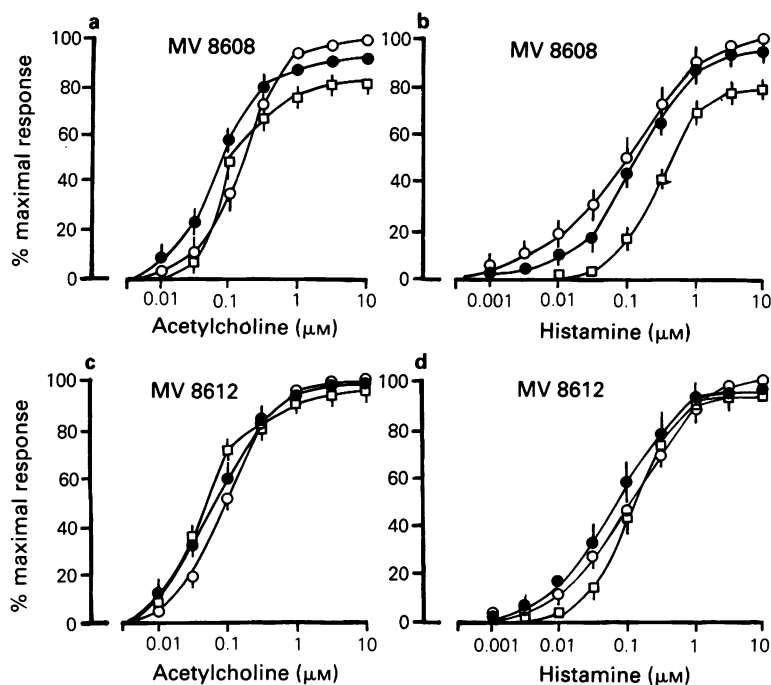 a
MV 8608
% maximal response
100
80
60
40
20
0
0.01 0.1 1 10
Acetylcholine (μM)
b
MV 8608
100
80
60
40
20
0
0.001 0.01 0.1 1 10
Histamine (μM)
c
MV 8612
% maximal response
100
80
60
40
20
0
0.01 0.1 1 10
Acetylcholine (μM)
d
MV 8612
100
80
60
40
20
0
0.001 0.01 0.1 1 10
Histamine (μM)